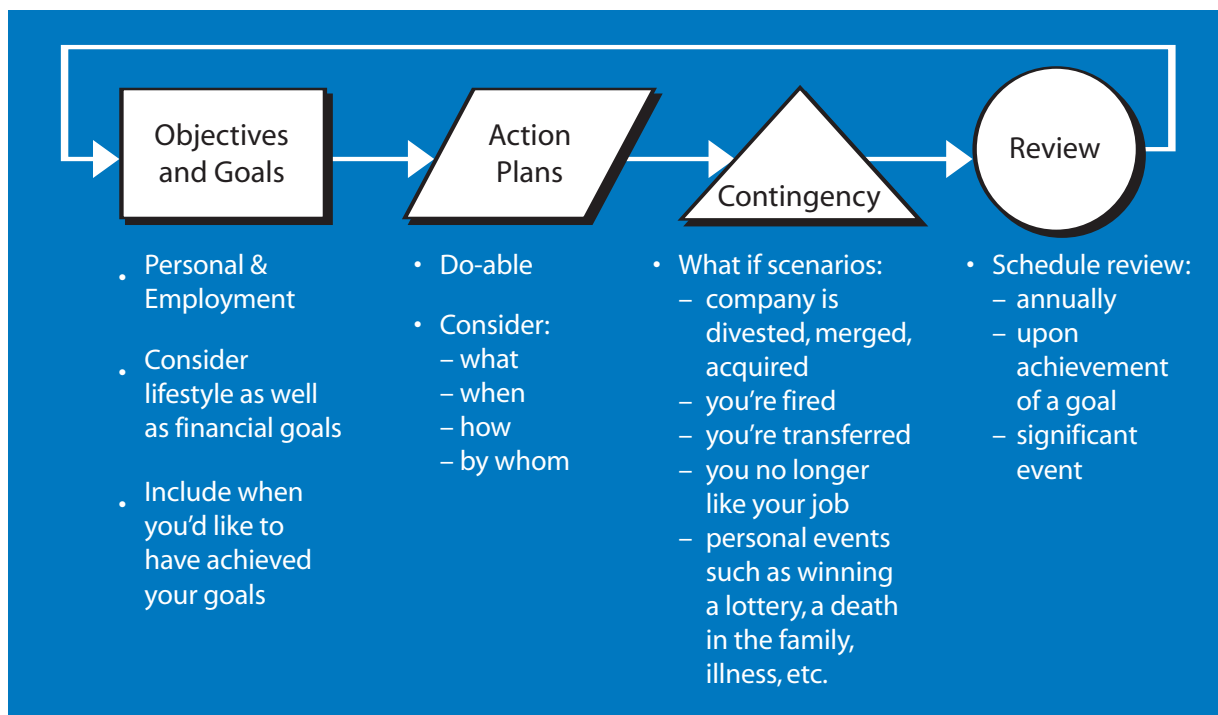 Objectives
and Goals
Action
Plans
Contingency
Review
• Personal &
Employment
• Consider
lifestyle as well
as financial goals
• Include when
you’d like to
have achieved
your goals
• Do-able
• Consider:
– what
– when
– how
– by whom
• What if scenarios:
– company is
divested, merged,
acquired
– you’re fired
– you’re transferred
– you no longer
like your job
– personal events
such as winning
a lottery, a death
in the family,
illness, etc.
• Schedule review:
– annually
– upon
achievement
of a goal
– significant
event